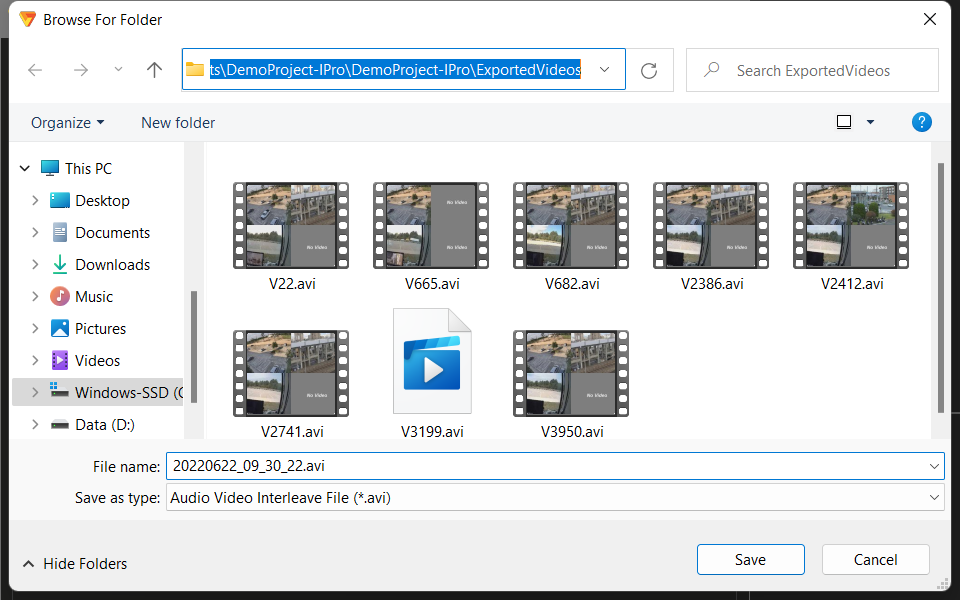 Browse For Folder
ts\DemoProject-IPro\DemoProject-IPro\ExportedVideos
Search ExportedVideos
Organize
New folder
?
This PC
Desktop
Documents
Downloads
Music
Pictures
Videos
Windows-SSD (C
Data (D:)
No Video
No Video
No Video
No Video
No Video
No Video
V22.avi
V665.avi
V682.avi
V2386.avi
V2412.avi
No Video
No Video
V2741.avi
V3199.avi
V3950.avi
File name: 20220622_09_30_22.avi
Save as type: Audio Video Interleave File (*.avi)
Hide Folders
Save
Cancel